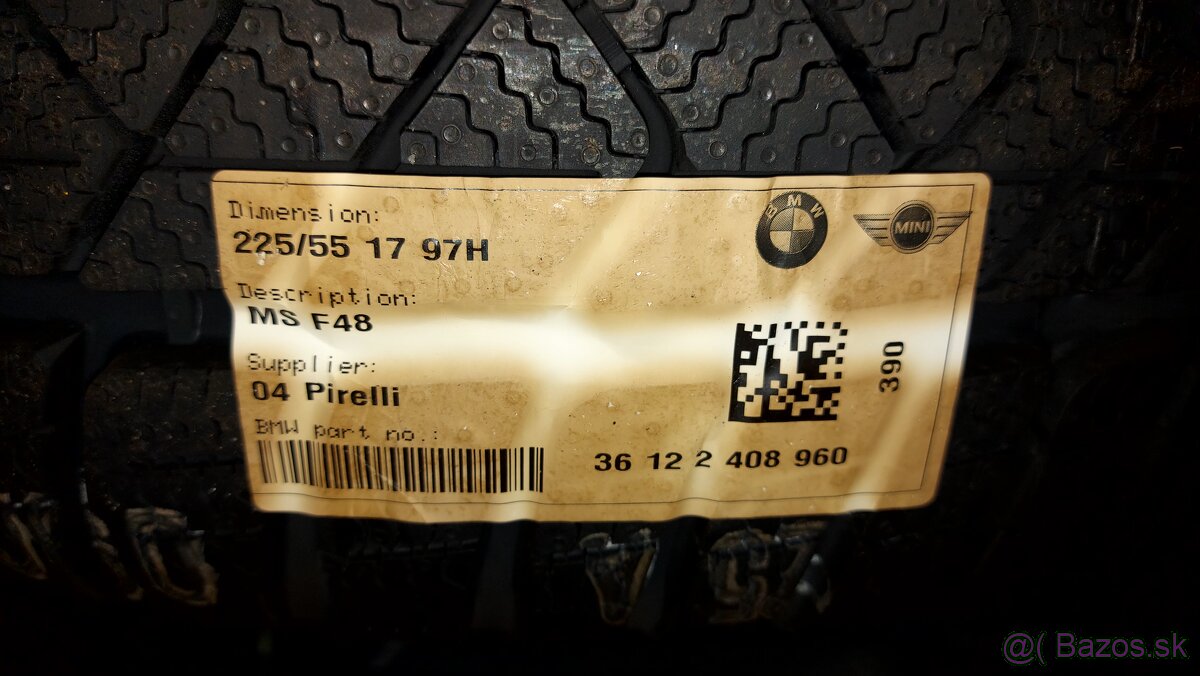 Dimension:
225/55 17 97H
BMW
MINI
Description:
MS F48
Supplier:
04 Pirelli
390
BMW part no.:
36 12 2 408 960
@( Bazos.sk